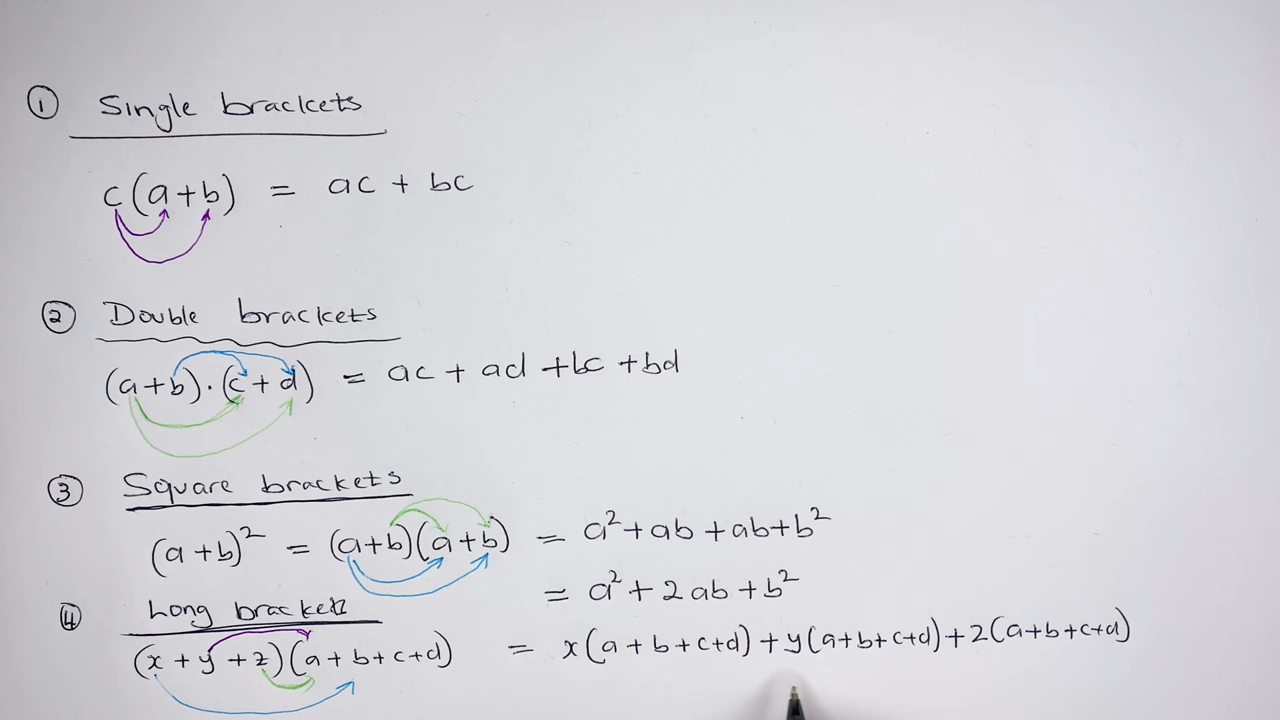 ① Single brackets
c(a+b) = ac + bc
② Double brackets
(a+b)·(c+d) = ac + ad + bc + bd
③ Square brackets
(a+b)² = (a+b)(a+b) = a² + ab + ab + b²
= a² + 2ab + b²
④ Long brackets
(x + y + z)(a + b + c + d) = x(a + b + c + d) + y(a + b + c + d) + z(a + b + c + d)